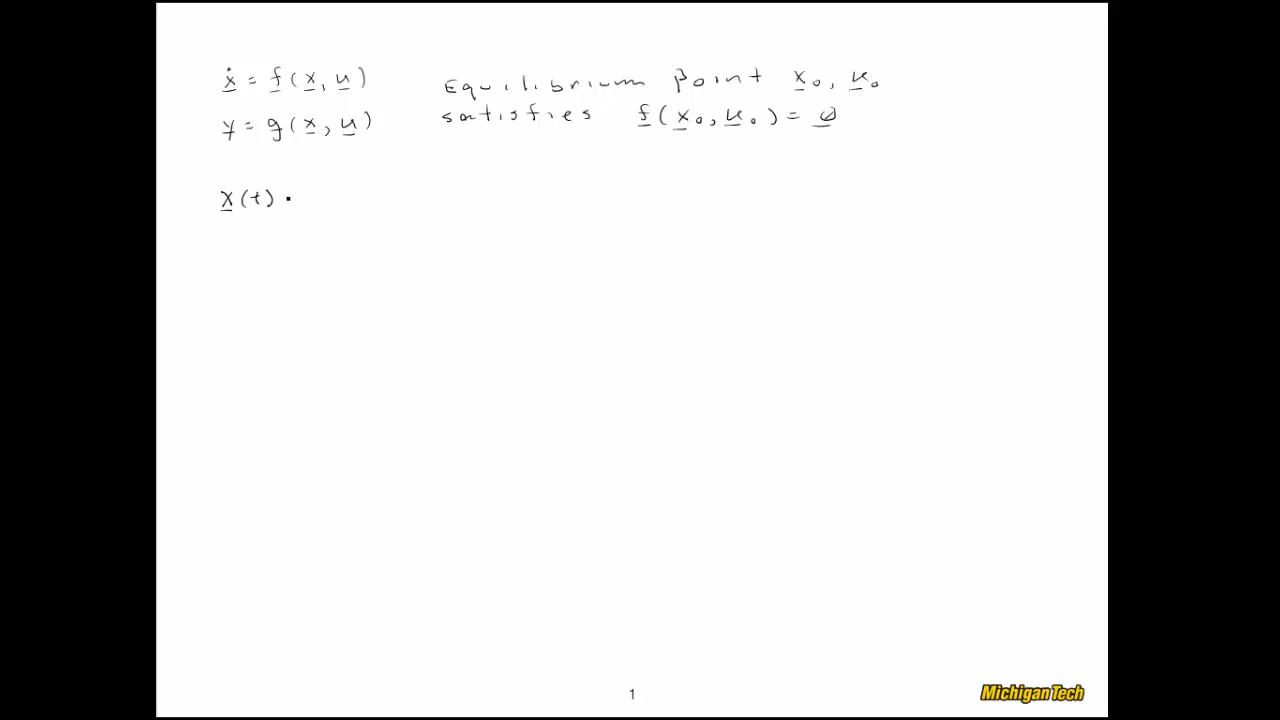 ẋ = f(x, u) Equilibrium point x₀, u₀
y = g(x, u) satisfies f(x₀, u₀) = 0
x(t)
1
MichiganTech